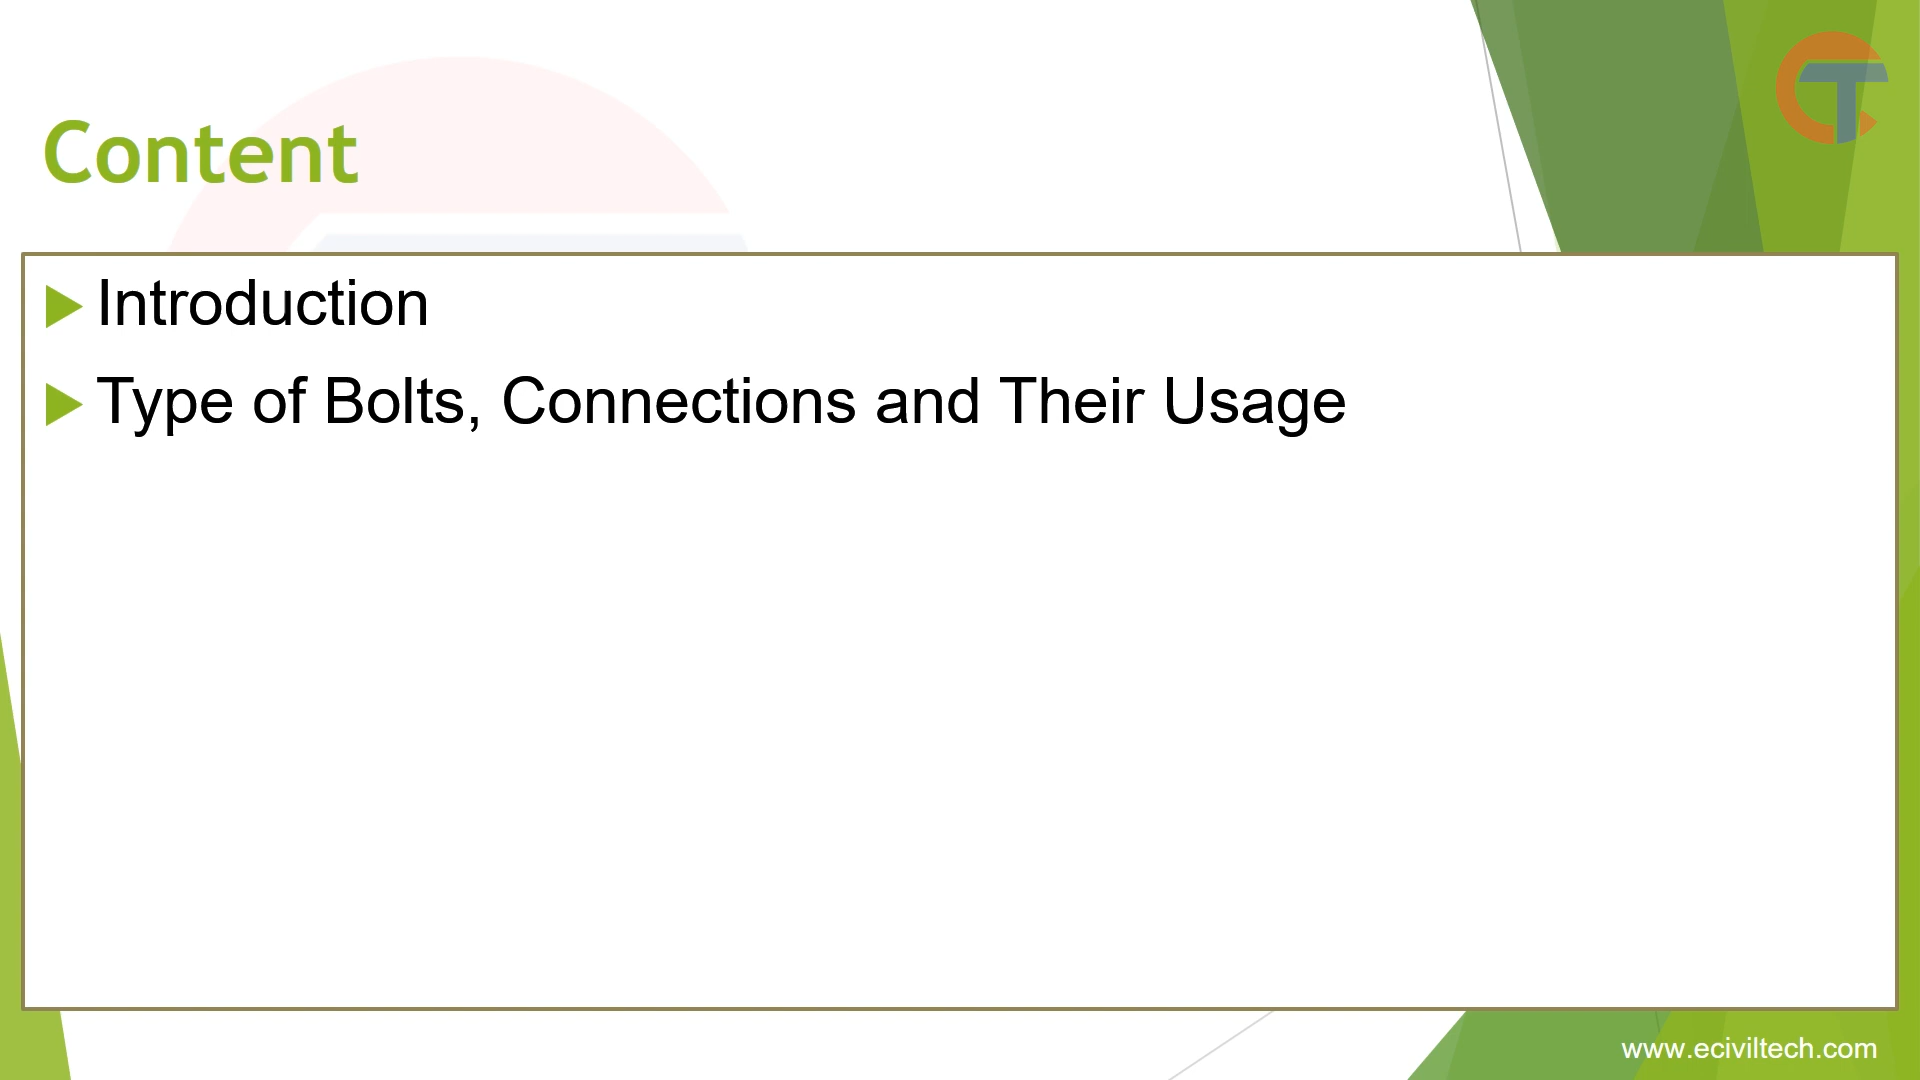 Content
Introduction
Type of Bolts, Connections and Their Usage
www.eciviltech.com